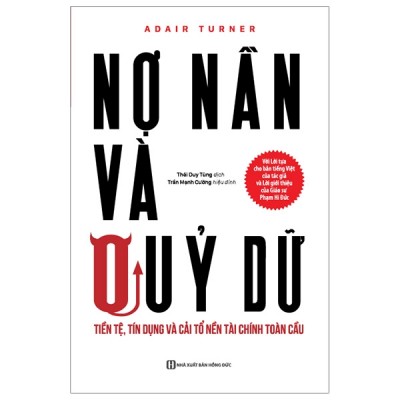 ADAIR TURNER
NỢ NẦN
Thái Duy Tùng dịch
Trần Mạnh Cường hiệu đính
VÀ
Với Lời tựa
cho bản tiếng Việt
của tác giả
và Lời giới thiệu
của Giáo sư
Phạm Hi Đức
QUỶ DỮ
TIỀN TỆ, TÍN DỤNG VÀ CẢI TỔ NỀN TÀI CHÍNH TOÀN CẦU
NHÀ XUẤT BẢN HỒNG ĐỨC